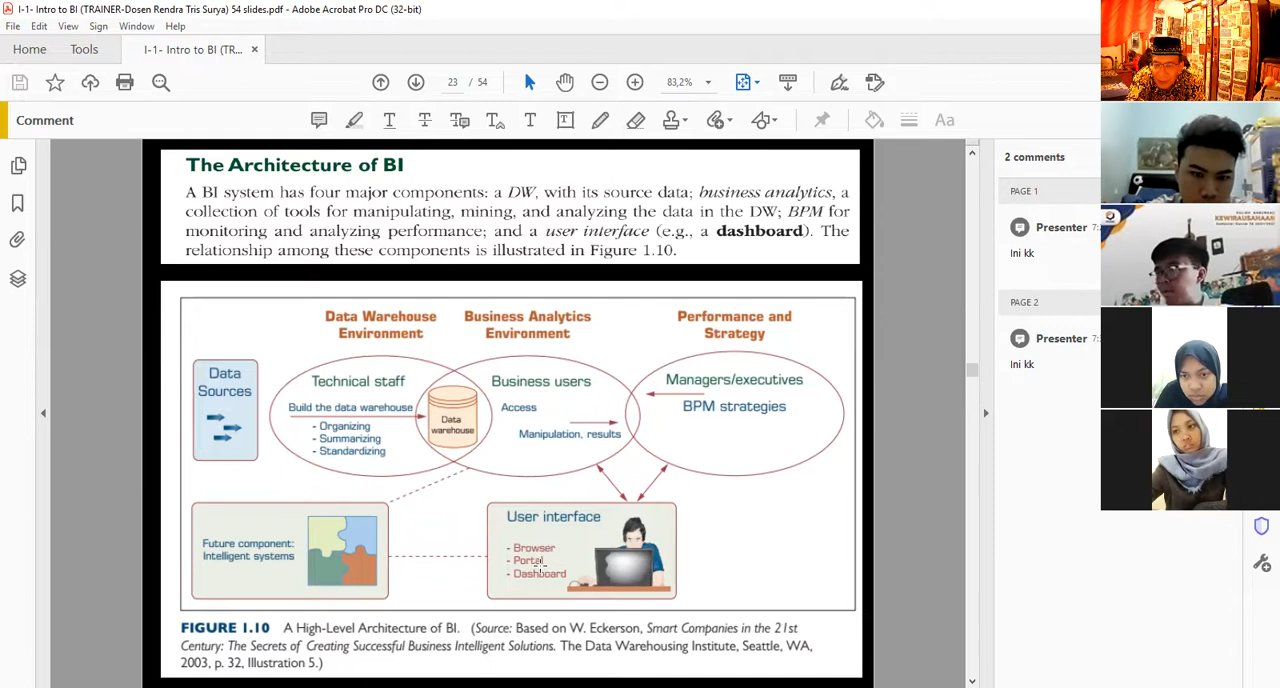 I-1- Intro to BI (TRAINER-Dosen Rendra Tris Surya) 54 slides.pdf - Adobe Acrobat Pro DC (32-bit)
File Edit View Sign Window Help
Home Tools I-1- Intro to BI (TR... ×
23 / 54 83,2%
Comment
T T T T T Aa
2 comments
PAGE 1
Presenter 7:
Ini kk
PAGE 2
Presenter 7:
Ini kk
The Architecture of BI
A BI system has four major components: a DW, with its source data; business analytics, a
collection of tools for manipulating, mining, and analyzing the data in the DW; BPM for
monitoring and analyzing performance; and a user interface (e.g., a dashboard). The
relationship among these components is illustrated in Figure 1.10.
Data Warehouse
Environment
Business Analytics
Environment
Performance and
Strategy
Data
Sources
Technical staff
Build the data warehouse
- Organizing
- Summarizing
- Standardizing
Data
warehouse
Business users
Access
Manipulation, results
Managers/executives
BPM strategies
Future component:
Intelligent systems
User interface
- Browser
- Portal
- Dashboard
FIGURE 1.10 A High-Level Architecture of BI. (Source: Based on W. Eckerson, Smart Companies in the 21st
Century: The Secrets of Creating Successful Business Intelligent Solutions. The Data Warehousing Institute, Seattle, WA,
2003, p. 32, Illustration 5.)
KEWIRAUSAHAAN